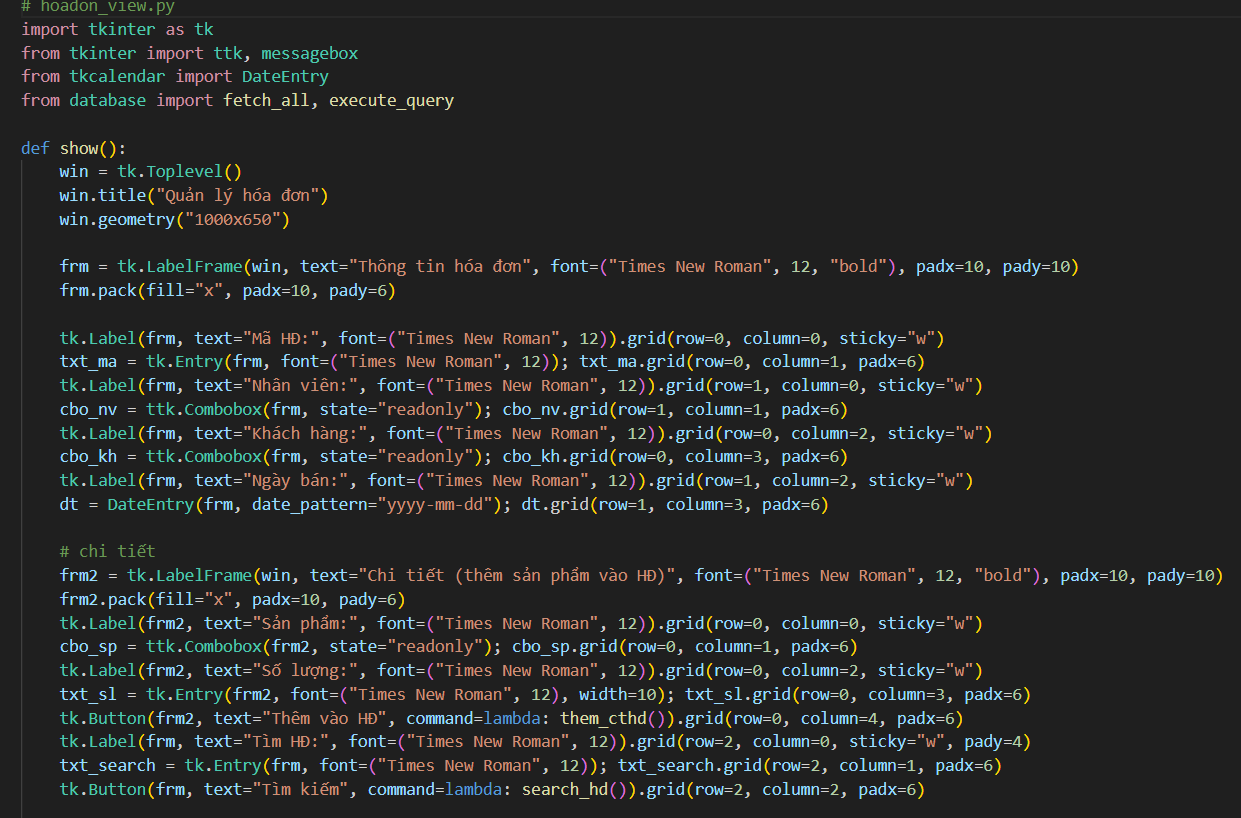 # hoadon_view.py
import tkinter as tk
from tkinter import ttk, messagebox
from tkcalendar import DateEntry
from database import fetch_all, execute_query

def show():
    win = tk.Toplevel()
    win.title("Quản lý hóa đơn")
    win.geometry("1000x650")

    frm = tk.LabelFrame(win, text="Thông tin hóa đơn", font=("Times New Roman", 12, "bold"), padx=10, pady=10)
    frm.pack(fill="x", padx=10, pady=6)

    tk.Label(frm, text="Mã HĐ:", font=("Times New Roman", 12)).grid(row=0, column=0, sticky="w")
    txt_ma = tk.Entry(frm, font=("Times New Roman", 12)); txt_ma.grid(row=0, column=1, padx=6)
    tk.Label(frm, text="Nhân viên:", font=("Times New Roman", 12)).grid(row=1, column=0, sticky="w")
    cbo_nv = ttk.Combobox(frm, state="readonly"); cbo_nv.grid(row=1, column=1, padx=6)
    tk.Label(frm, text="Khách hàng:", font=("Times New Roman", 12)).grid(row=0, column=2, sticky="w")
    cbo_kh = ttk.Combobox(frm, state="readonly"); cbo_kh.grid(row=0, column=3, padx=6)
    tk.Label(frm, text="Ngày bán:", font=("Times New Roman", 12)).grid(row=1, column=2, sticky="w")
    dt = DateEntry(frm, date_pattern="yyyy-mm-dd"); dt.grid(row=1, column=3, padx=6)

    # chi tiết
    frm2 = tk.LabelFrame(win, text="Chi tiết (thêm sản phẩm vào HĐ)", font=("Times New Roman", 12, "bold"), padx=10, pady=10)
    frm2.pack(fill="x", padx=10, pady=6)
    tk.Label(frm2, text="Sản phẩm:", font=("Times New Roman", 12)).grid(row=0, column=0, sticky="w")
    cbo_sp = ttk.Combobox(frm2, state="readonly"); cbo_sp.grid(row=0, column=1, padx=6)
    tk.Label(frm2, text="Số lượng:", font=("Times New Roman", 12)).grid(row=0, column=2, sticky="w")
    txt_sl = tk.Entry(frm2, font=("Times New Roman", 12), width=10); txt_sl.grid(row=0, column=3, padx=6)
    tk.Button(frm2, text="Thêm vào HĐ", command=lambda: them_cthd()).grid(row=0, column=4, padx=6)
    tk.Label(frm, text="Tìm HĐ:", font=("Times New Roman", 12)).grid(row=2, column=0, sticky="w", pady=4)
    txt_search = tk.Entry(frm, font=("Times New Roman", 12)); txt_search.grid(row=2, column=1, padx=6)
    tk.Button(frm, text="Tìm kiếm", command=lambda: search_hd()).grid(row=2, column=2, padx=6)